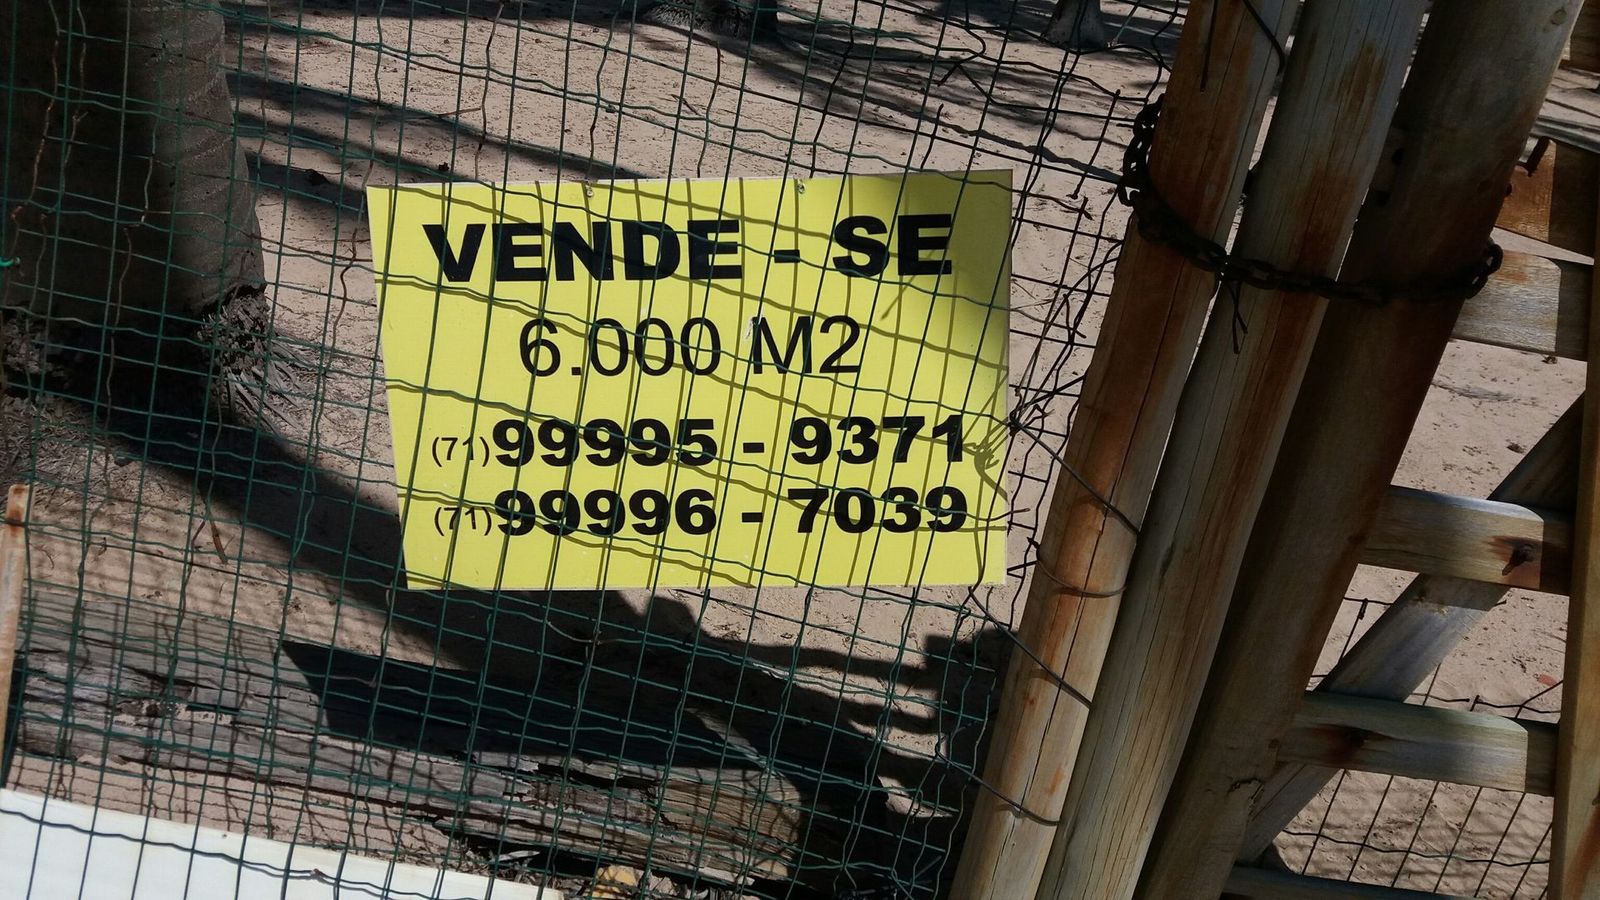 VENDE - SE
6.000 M2
(71)99995 - 9371
(71)99996 - 7039